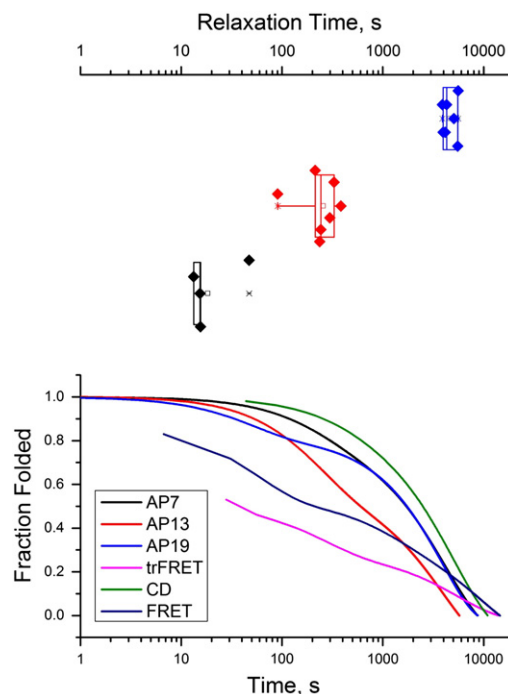 Relaxation Time, s
1 10 100 1000 10000
Fraction Folded
1.0
0.8
0.6
0.4
0.2
0.0
AP7
AP13
AP19
trFRET
CD
FRET
1 10 100 1000 10000
Time, s